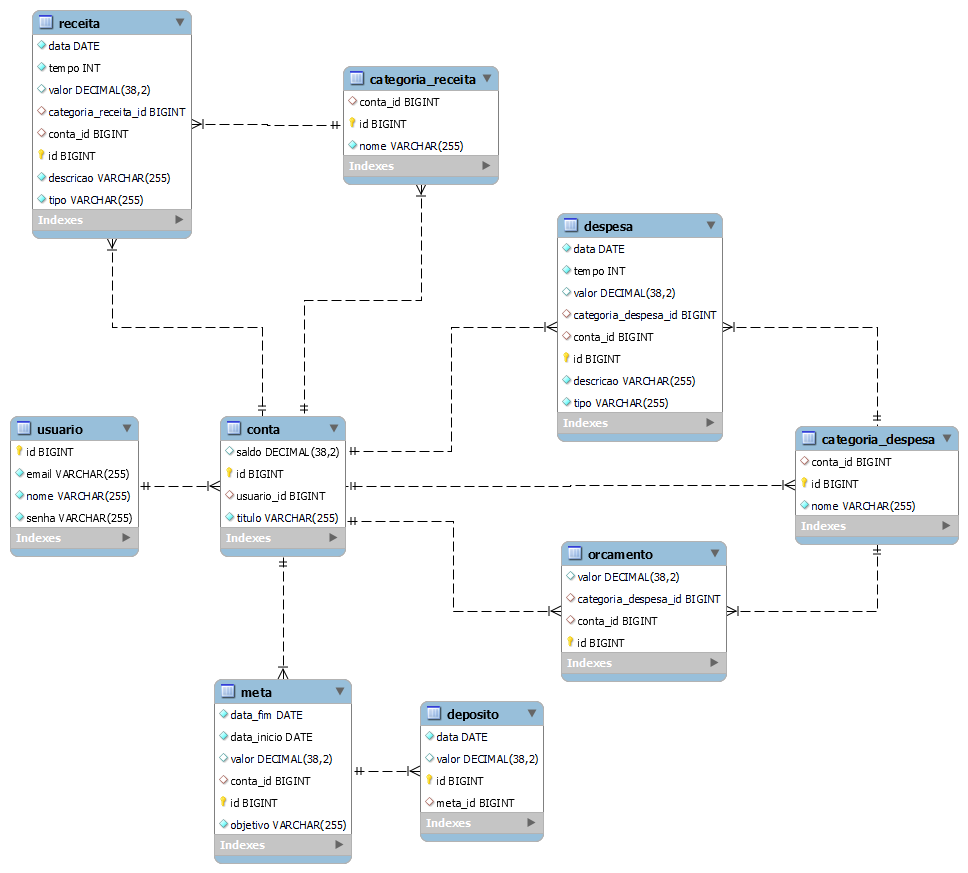 receita
data DATE
tempo INT
valor DECIMAL(38,2)
categoria_receita_id BIGINT
conta_id BIGINT
id BIGINT
descricao VARCHAR(255)
tipo VARCHAR(255)
Indexes
categoria_receita
conta_id BIGINT
id BIGINT
nome VARCHAR(255)
Indexes
despesa
data DATE
tempo INT
valor DECIMAL(38,2)
categoria_despesa_id BIGINT
conta_id BIGINT
id BIGINT
descricao VARCHAR(255)
tipo VARCHAR(255)
Indexes
usuario
id BIGINT
email VARCHAR(255)
nome VARCHAR(255)
senha VARCHAR(255)
Indexes
conta
saldo DECIMAL(38,2)
id BIGINT
usuario_id BIGINT
titulo VARCHAR(255)
Indexes
categoria_despesa
conta_id BIGINT
id BIGINT
nome VARCHAR(255)
Indexes
orcamento
valor DECIMAL(38,2)
categoria_despesa_id BIGINT
conta_id BIGINT
id BIGINT
Indexes
meta
data_fim DATE
data_inicio DATE
valor DECIMAL(38,2)
conta_id BIGINT
id BIGINT
objetivo VARCHAR(255)
Indexes
deposito
data DATE
valor DECIMAL(38,2)
id BIGINT
meta_id BIGINT
Indexes